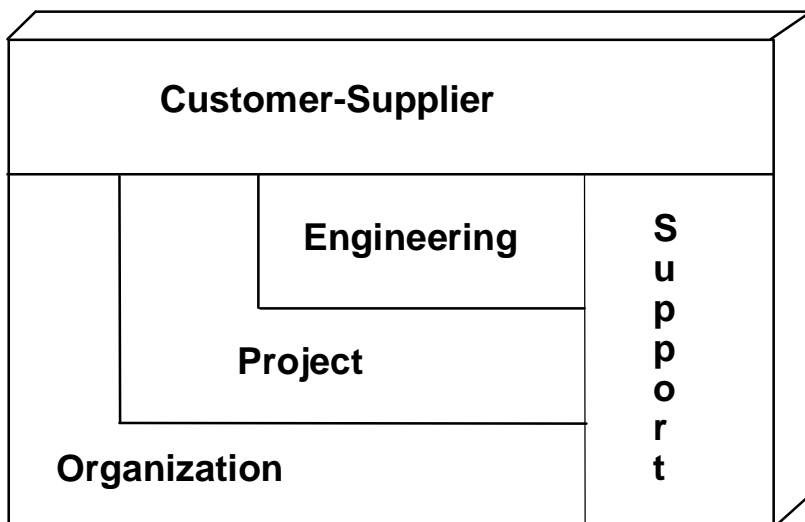 Customer-Supplier
Engineering
Project
Organization
Support